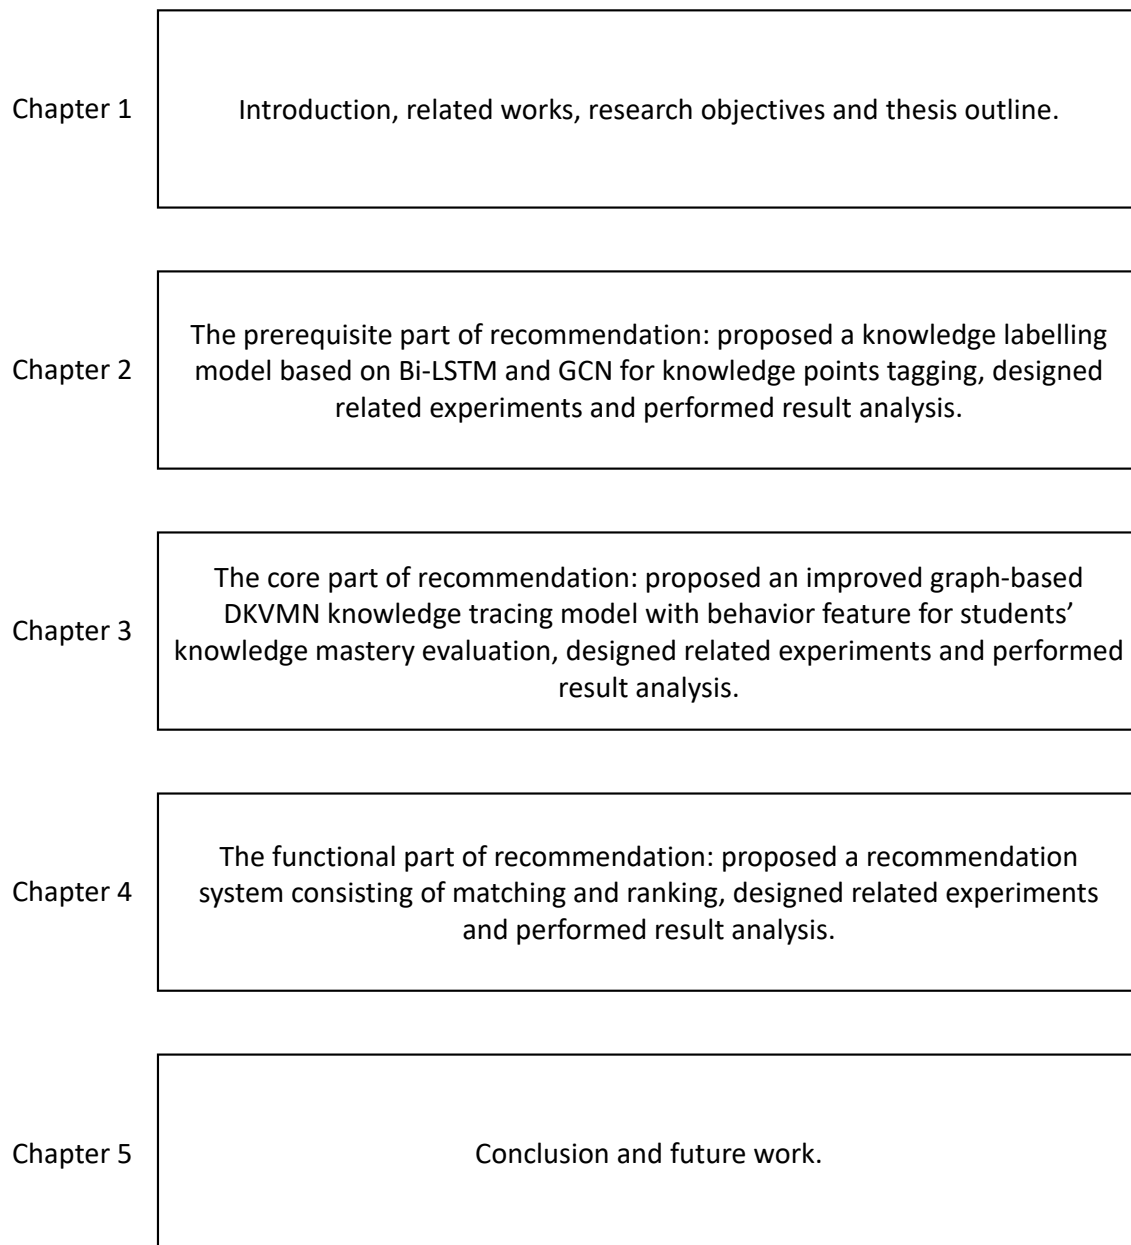 Chapter 1
Introduction, related works, research objectives and thesis outline.
Chapter 2
The prerequisite part of recommendation: proposed a knowledge labelling
model based on Bi-LSTM and GCN for knowledge points tagging, designed
related experiments and performed result analysis.
Chapter 3
The core part of recommendation: proposed an improved graph-based
DKVMN knowledge tracing model with behavior feature for students’
knowledge mastery evaluation, designed related experiments and performed
result analysis.
Chapter 4
The functional part of recommendation: proposed a recommendation
system consisting of matching and ranking, designed related experiments
and performed result analysis.
Chapter 5
Conclusion and future work.